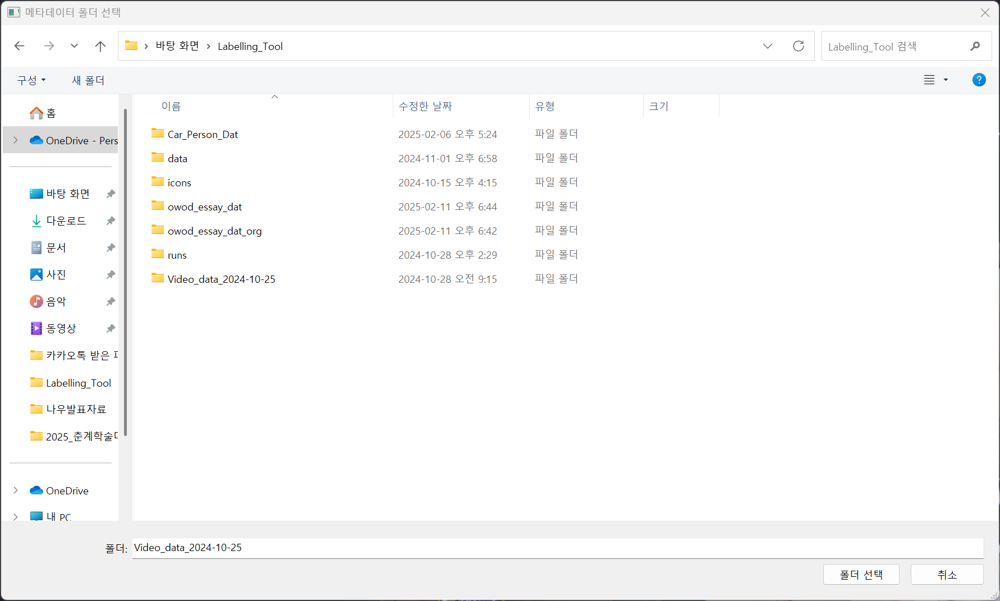 메타데이터 폴더 선택
바탕 화면 Labelling_Tool
Labelling_Tool 검색
구성 새 폴더
홈
OneDrive - Pers
바탕 화면
다운로드
문서
사진
음악
동영상
카카오톡 받은
Labelling_Tool
나우발표자료
2025_춘계학술
OneDrive
내 PC
이름 수정한 날짜 유형 크기
Car_Person_Dat 2025-02-06 오후 5:24 파일 폴더
data 2024-11-01 오후 6:58 파일 폴더
icons 2024-10-15 오후 4:15 파일 폴더
owod_essay_dat 2025-02-11 오후 6:44 파일 폴더
owod_essay_dat_org 2025-02-11 오후 6:42 파일 폴더
runs 2024-10-28 오후 2:29 파일 폴더
Video_data_2024-10-25 2024-10-28 오전 9:15 파일 폴더
폴더: Video_data_2024-10-25
폴더 선택 취소